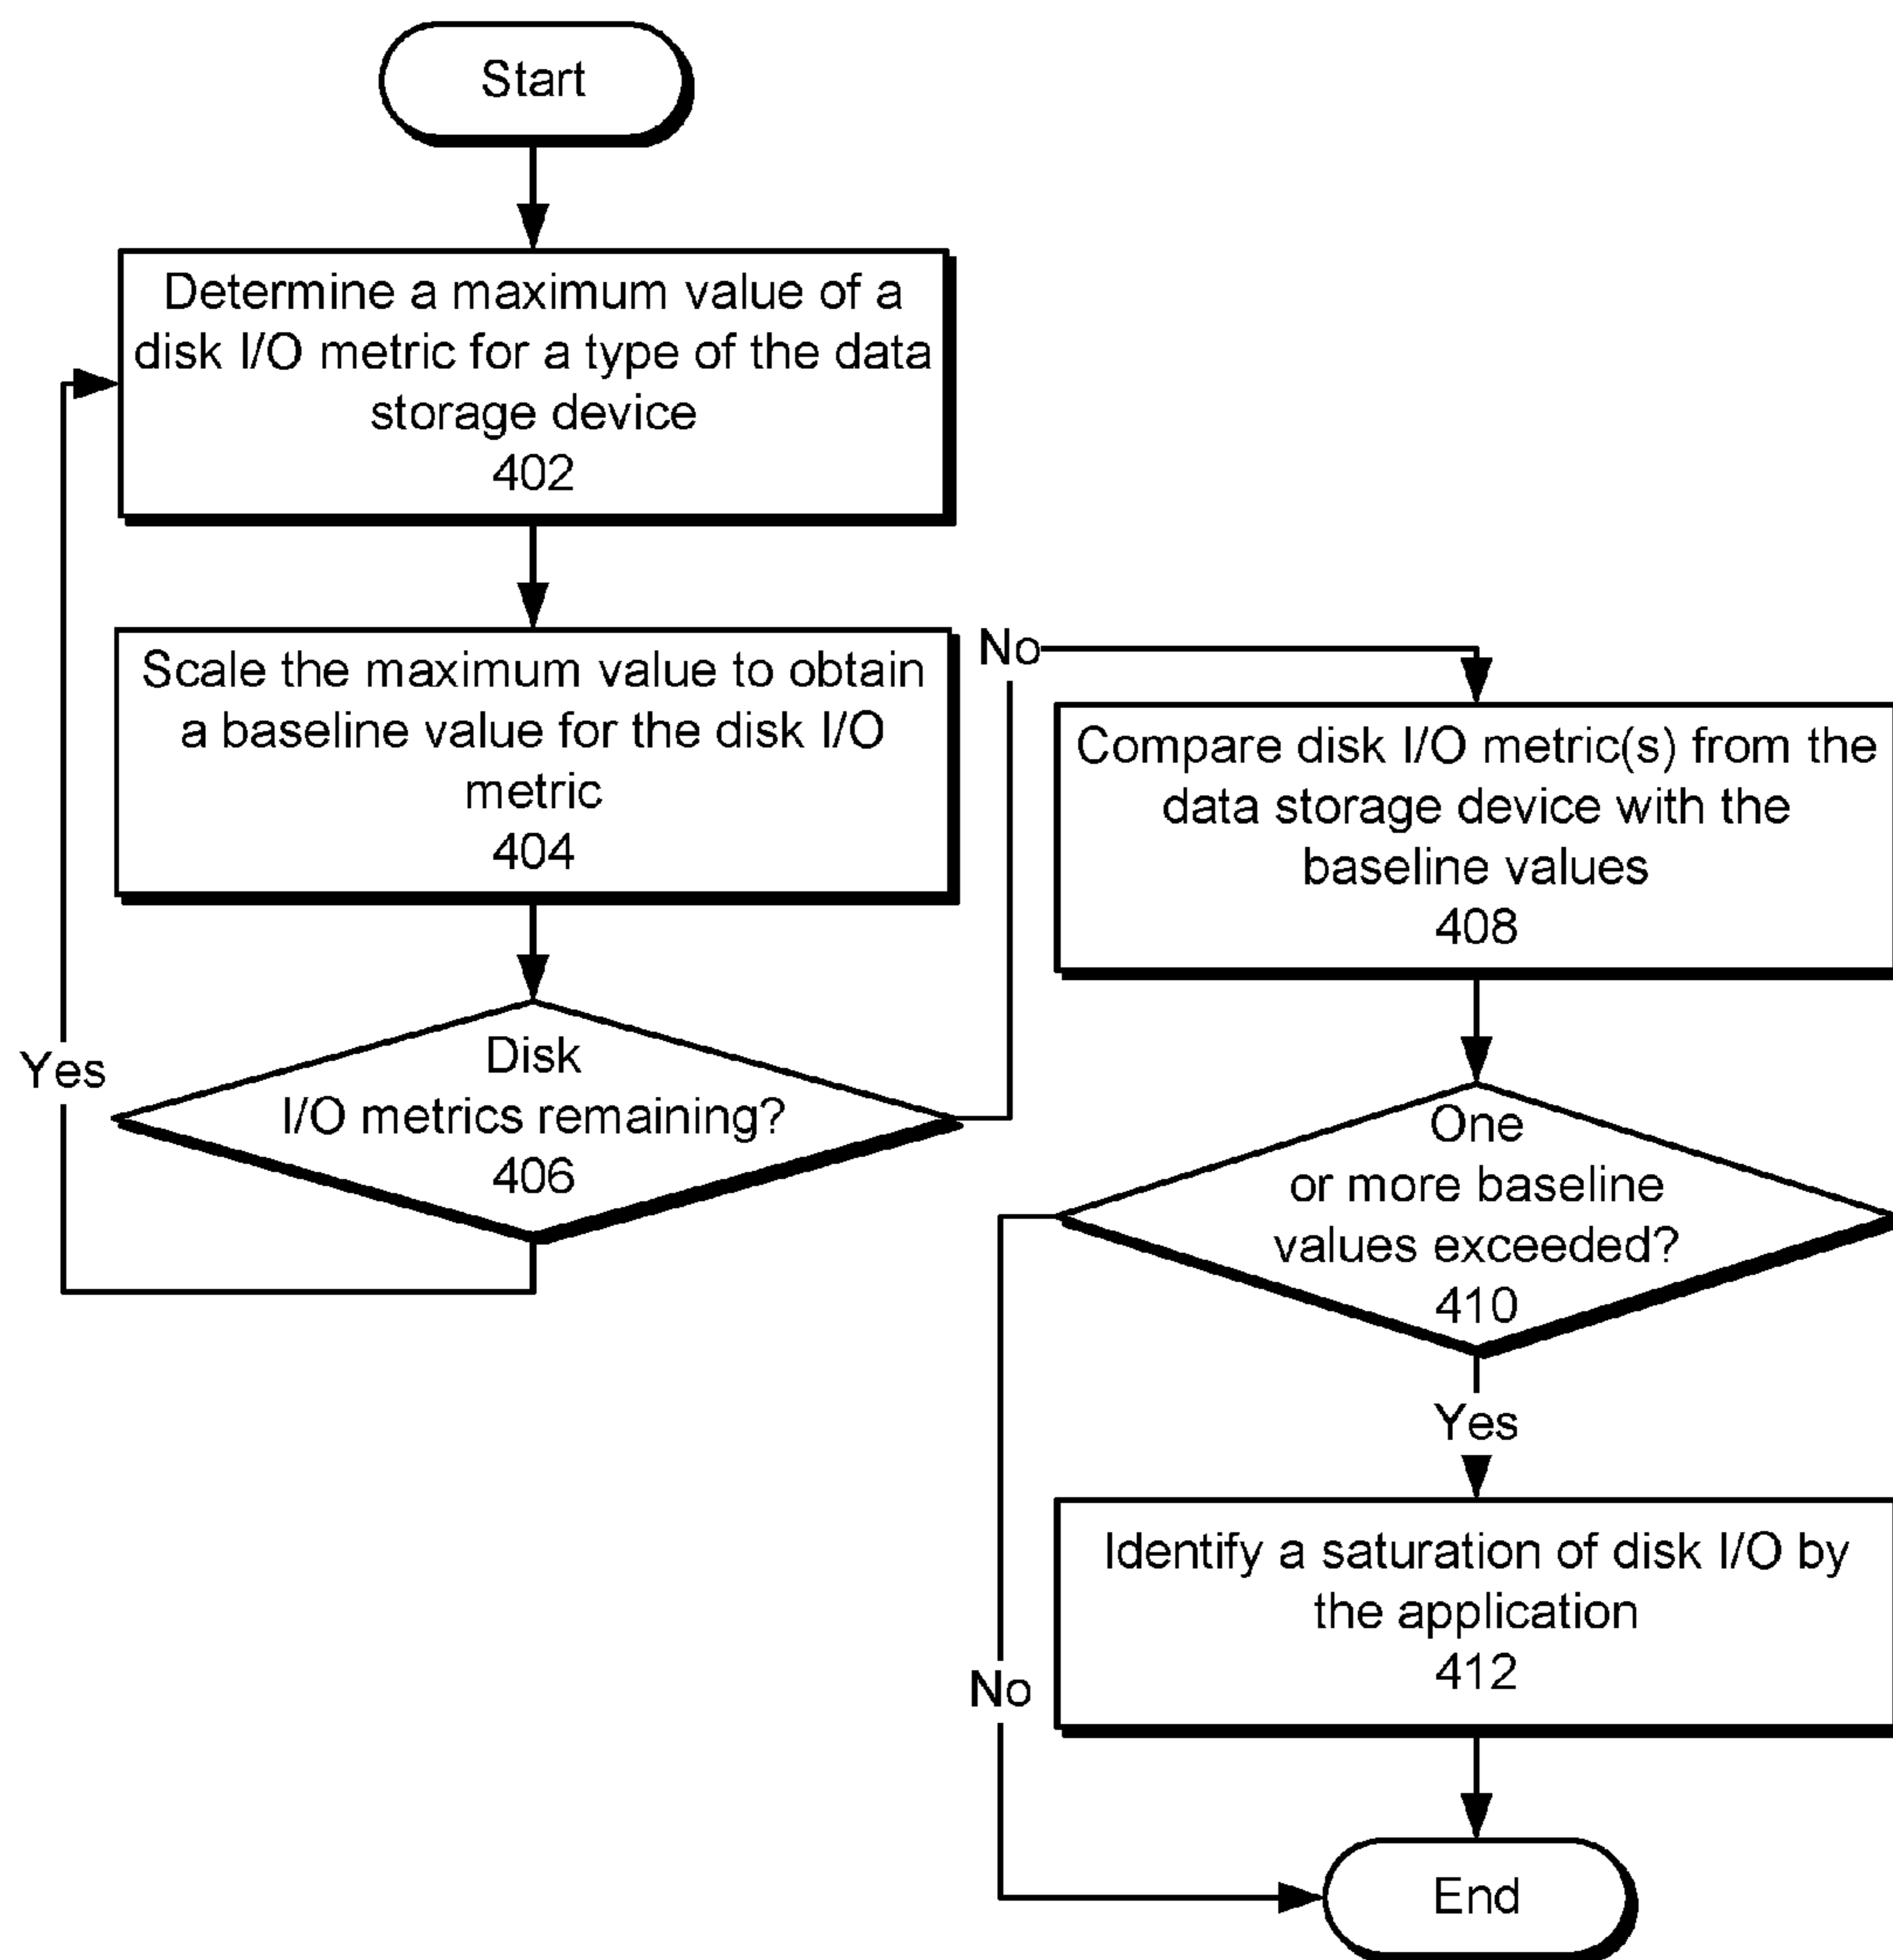 Start
Determine a maximum value of a
disk I/O metric for a type of the data
storage device
402
Scale the maximum value to obtain
a baseline value for the disk I/O
metric
404
Disk
I/O metrics remaining?
406
Yes
No
Compare disk I/O metric(s) from the
data storage device with the
baseline values
408
One
or more baseline
values exceeded?
410
Yes
No
Identify a saturation of disk I/O by
the application
412
End